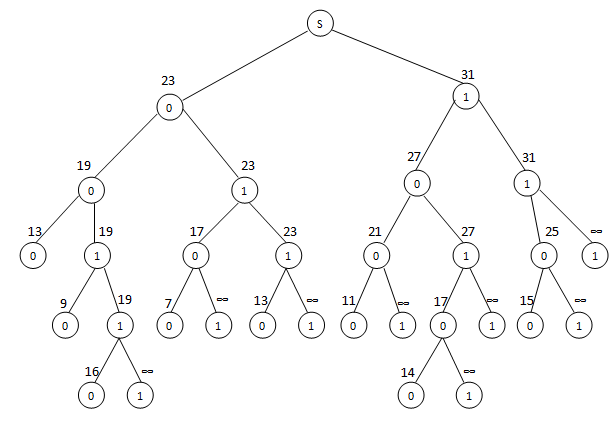 S
23 31
0 1
19 23 27 31
0 1 0 1
13 19 17 23 21 27 25 ∞
0 1 0 1 0 1 0 1
9 19 7 ∞ 13 ∞ 11 ∞ 17 ∞ 15 ∞
0 1 0 1 0 1 0 1 0 1 0 1
16 ∞ 14 ∞
0 1 0 1